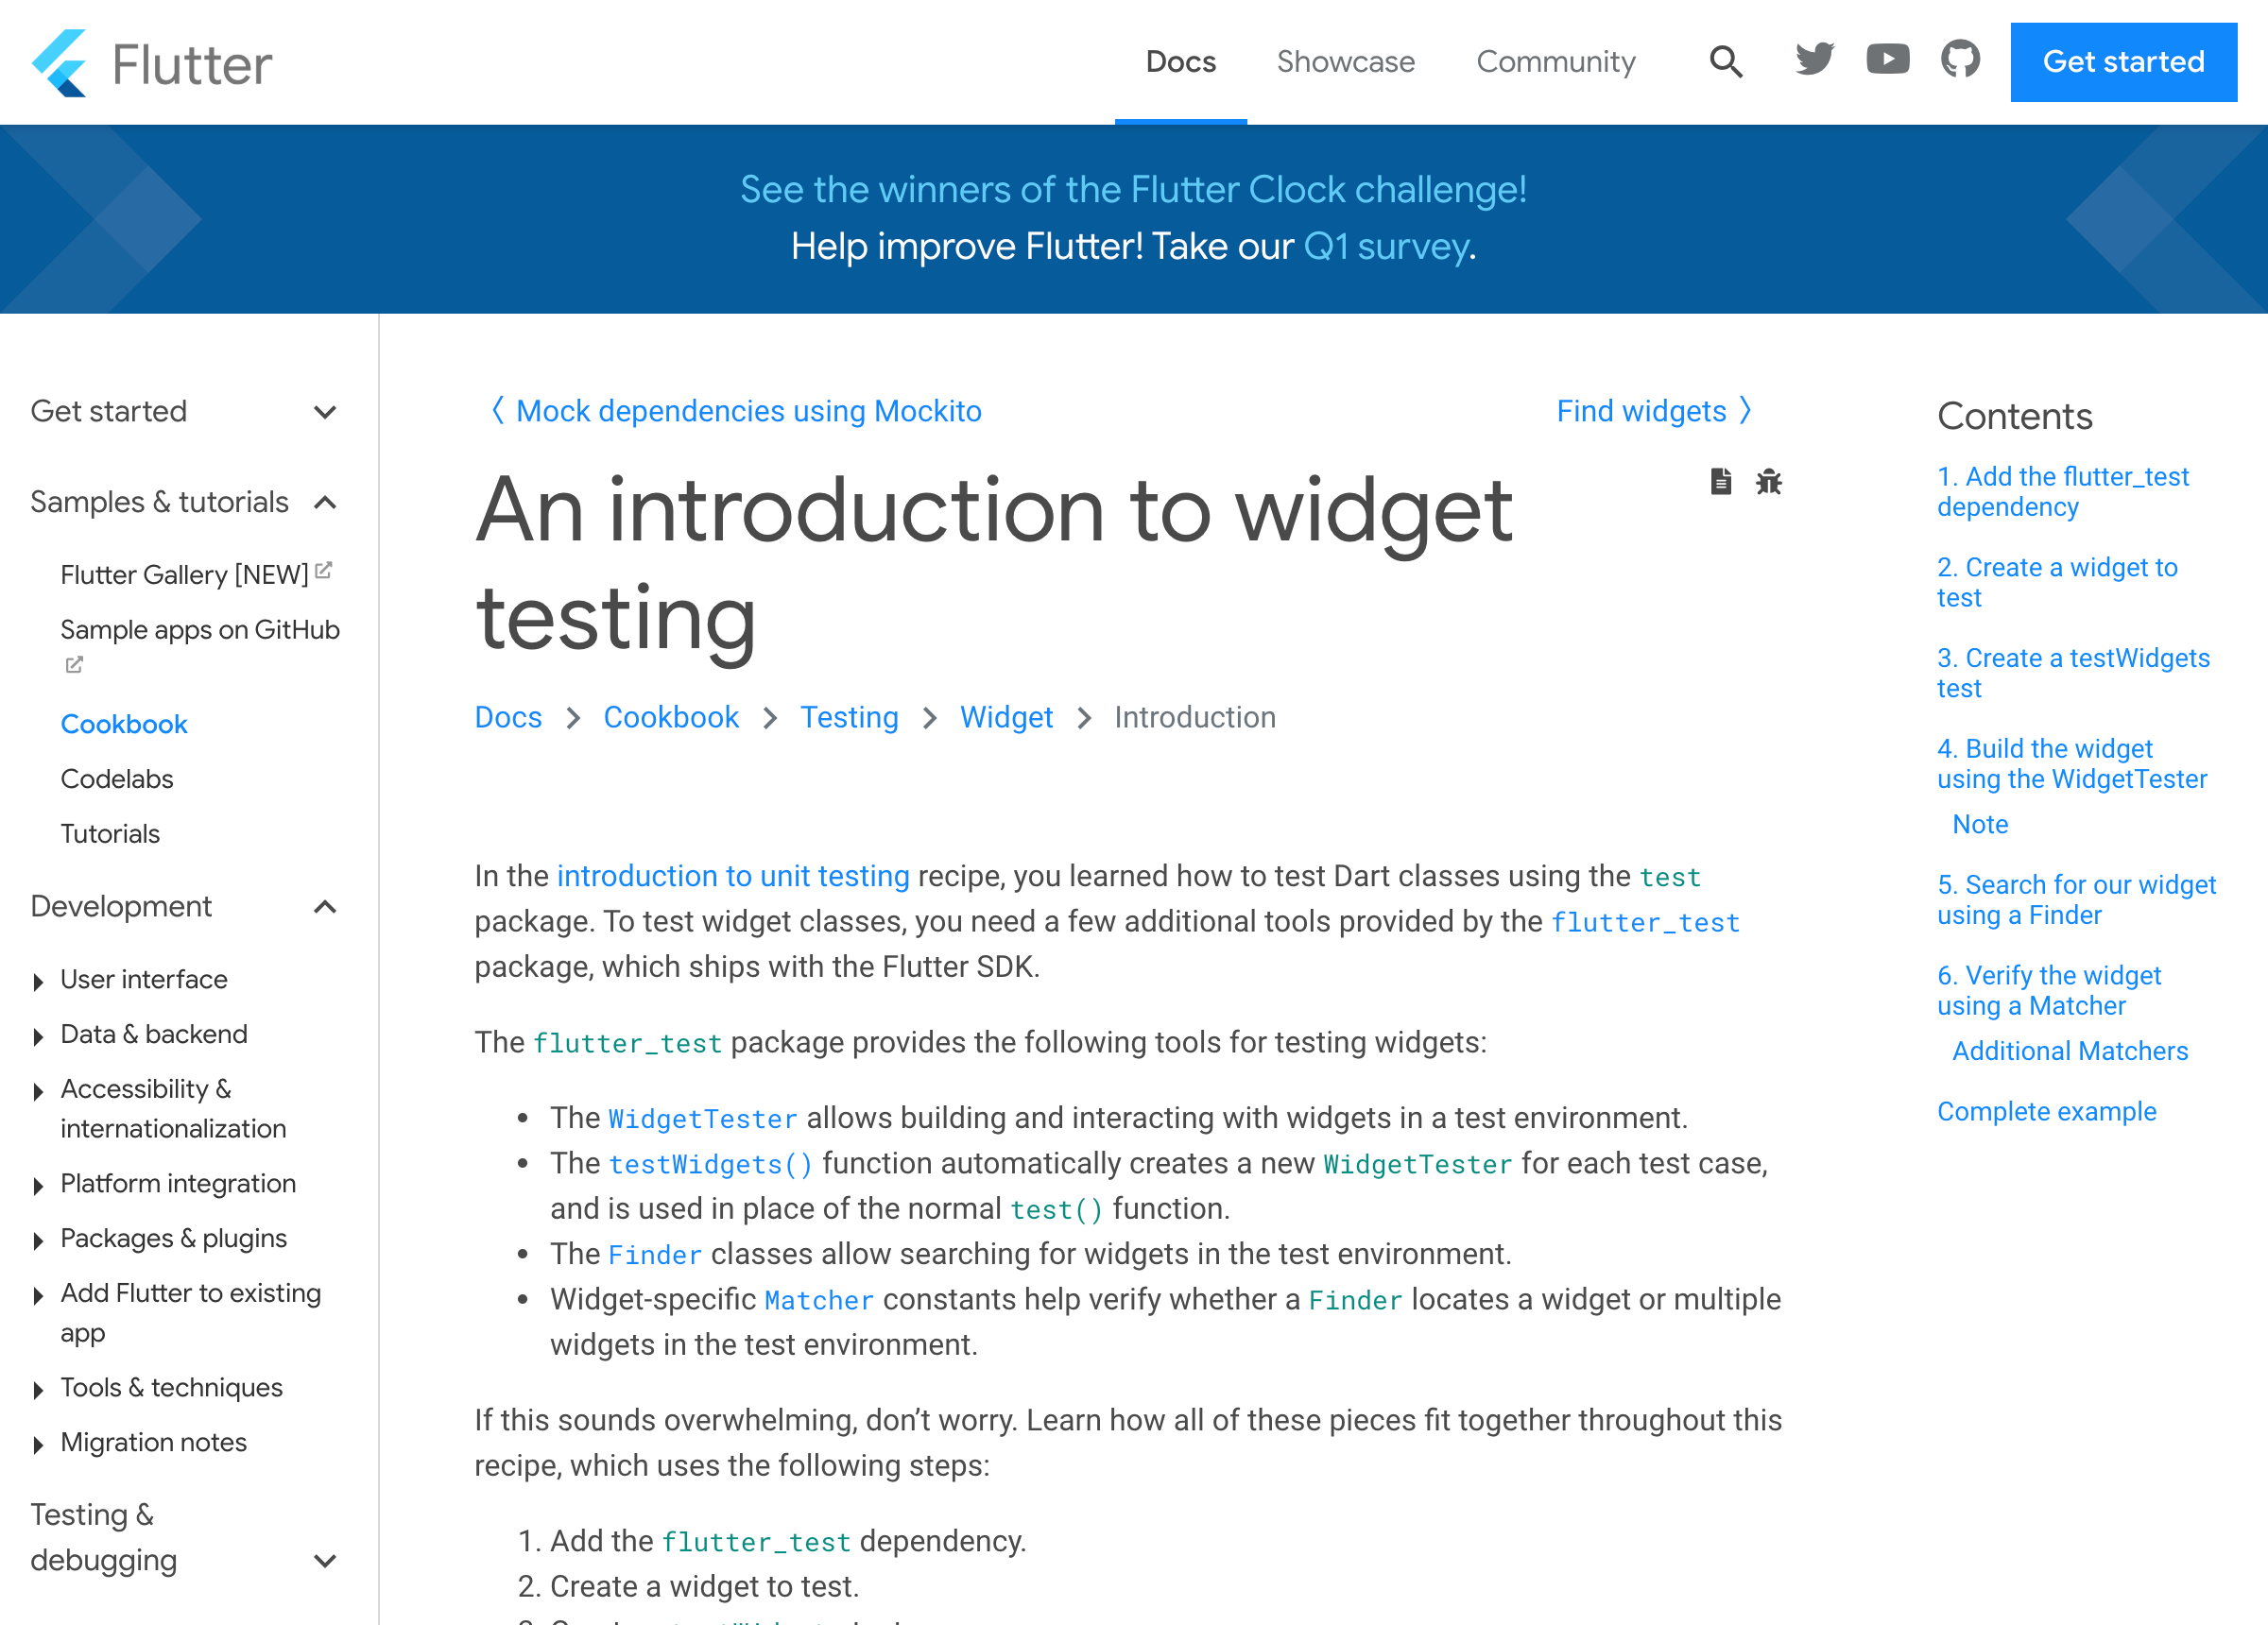 Flutter
Docs
Showcase
Community
Get started
See the winners of the Flutter Clock challenge!
Help improve Flutter! Take our Q1 survey.
Get started
Samples & tutorials
Flutter Gallery [NEW]
Sample apps on GitHub
Cookbook
Codelabs
Tutorials
Development
User interface
Data & backend
Accessibility &
internationalization
Platform integration
Packages & plugins
Add Flutter to existing
app
Tools & techniques
Migration notes
Testing &
debugging
Mock dependencies using Mockito
Find widgets
An introduction to widget
testing
Docs > Cookbook > Testing > Widget > Introduction
In the introduction to unit testing recipe, you learned how to test Dart classes using the test
package. To test widget classes, you need a few additional tools provided by the flutter_test
package, which ships with the Flutter SDK.
The flutter_test package provides the following tools for testing widgets:
• The WidgetTester allows building and interacting with widgets in a test environment.
• The testWidgets() function automatically creates a new WidgetTester for each test case,
and is used in place of the normal test() function.
• The Finder classes allow searching for widgets in the test environment.
• Widget-specific Matcher constants help verify whether a Finder locates a widget or multiple
widgets in the test environment.
If this sounds overwhelming, don’t worry. Learn how all of these pieces fit together throughout this
recipe, which uses the following steps:
1. Add the flutter_test dependency.
2. Create a widget to test.
Contents
1. Add the flutter_test
dependency
2. Create a widget to
test
3. Create a testWidgets
test
4. Build the widget
using the WidgetTester
Note
5. Search for our widget
using a Finder
6. Verify the widget
using a Matcher
Additional Matchers
Complete example